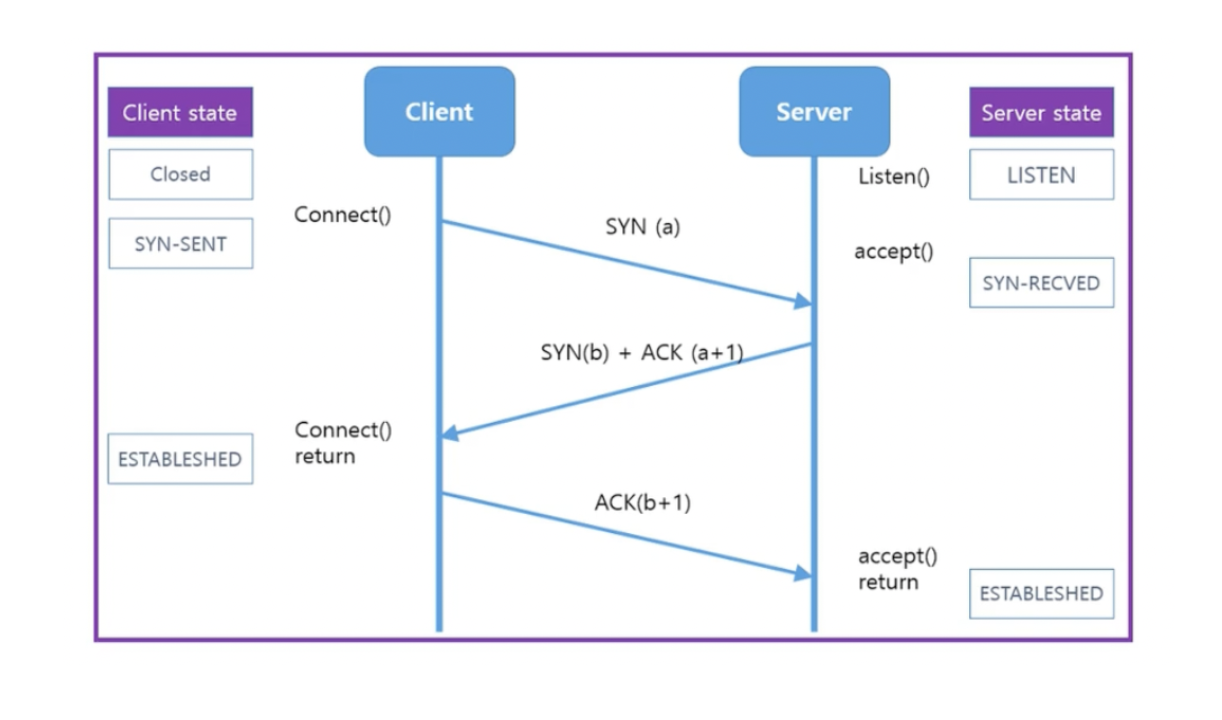 Client state
Client
Server
Server state
Closed
Listen()
LISTEN
Connect()
SYN (a)
SYN-SENT
accept()
SYN-RECVED
SYN(b) + ACK (a+1)
Connect()
return
ESTABLESHED
ACK(b+1)
accept()
return
ESTABLESHED